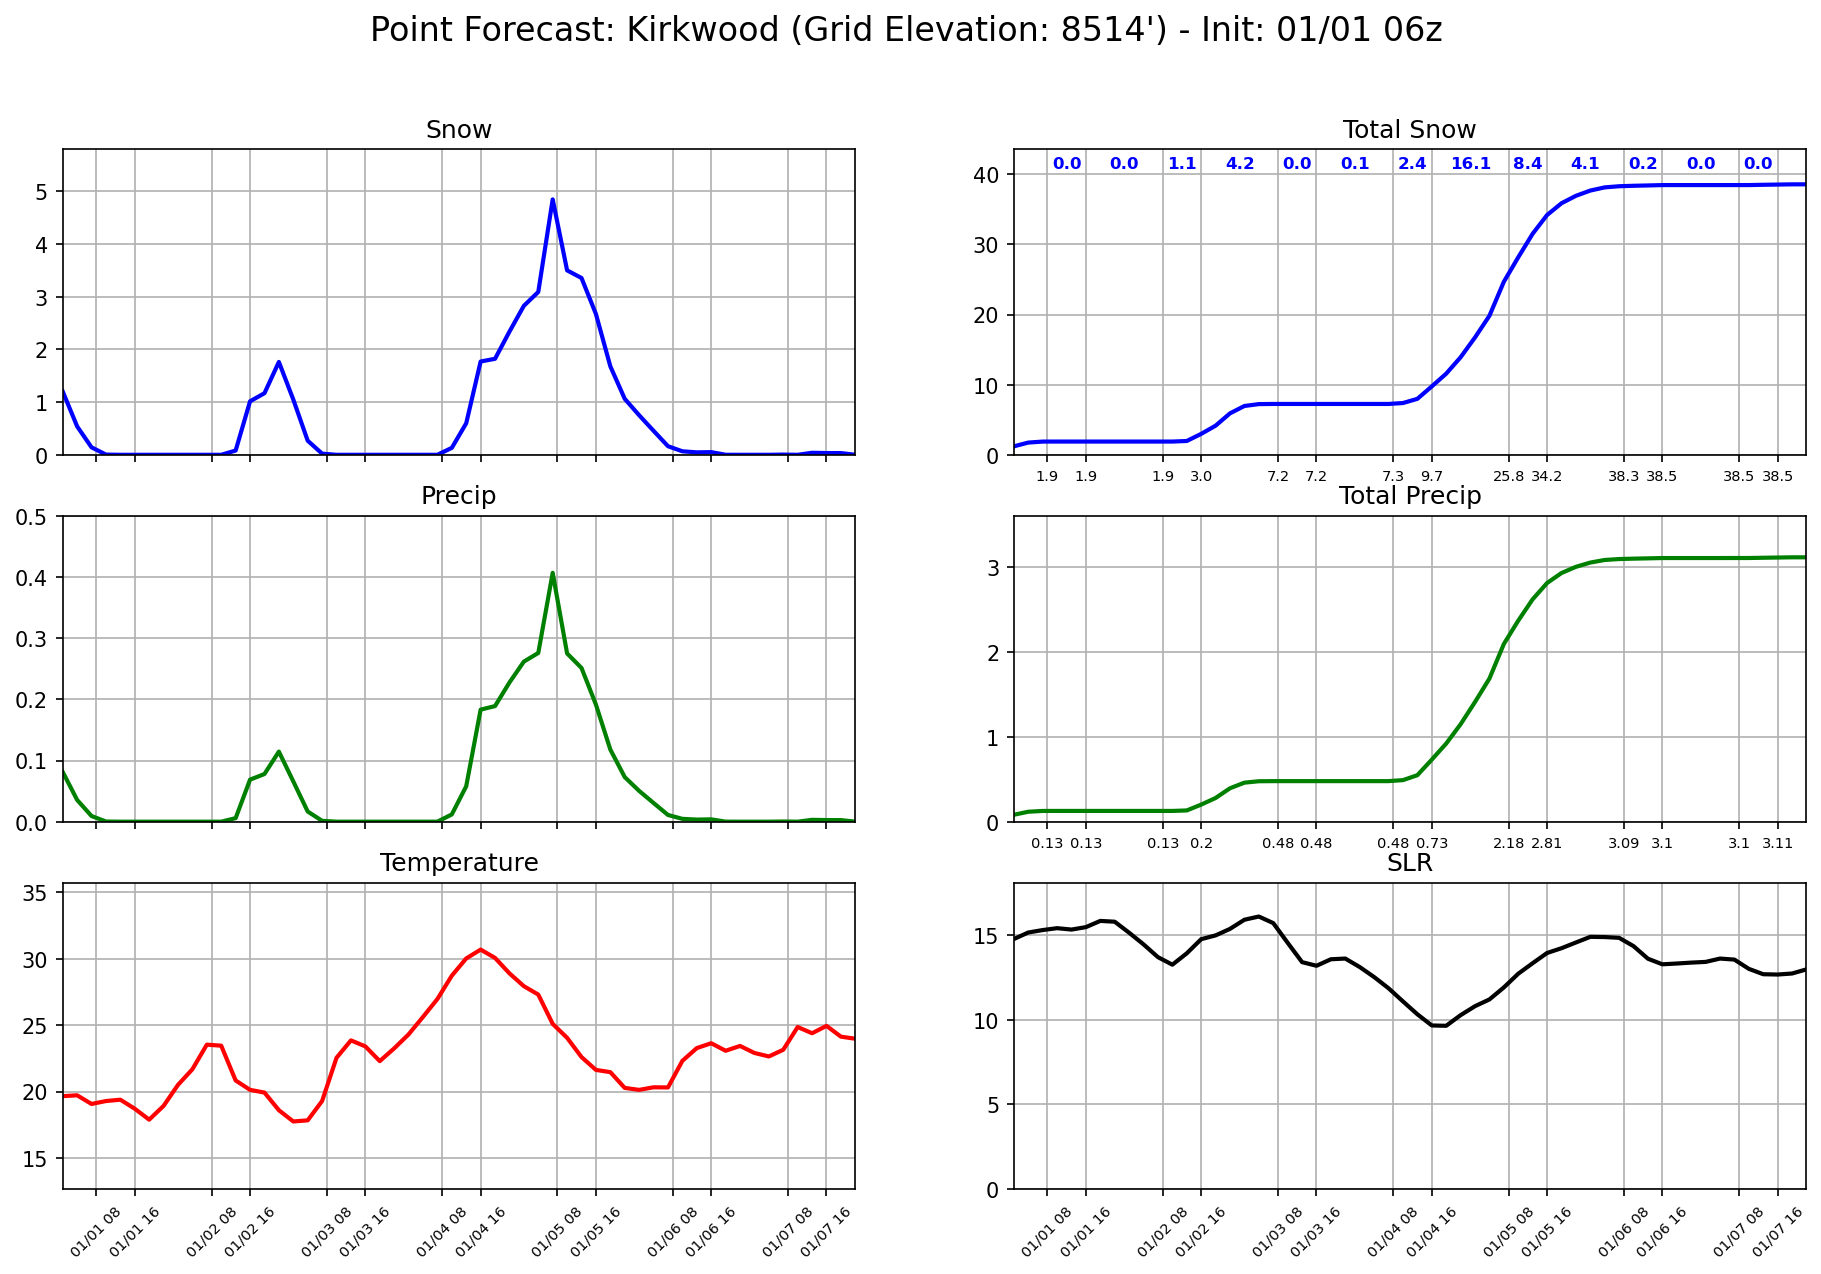 Point Forecast: Kirkwood (Grid Elevation: 8514') - Init: 01/01 06z
Snow
5
4
3
2
1
0
Total Snow
0.0 0.0 1.1 4.2 0.0 0.1 2.4 16.1 8.4 4.1 0.2 0.0 0.0
40
30
20
10
0
1.9 1.9 1.9 3.0 7.2 7.2 7.3 9.7 25.8 34.2 38.3 38.5 38.5 38.5
Precip
0.5
0.4
0.3
0.2
0.1
0.0
Total Precip
3
2
1
0
0.13 0.13 0.13 0.2 0.48 0.48 0.48 0.73 2.18 2.81 3.09 3.1 3.1 3.11
Temperature
35
30
25
20
15
01/01 08 01/01 16 01/02 08 01/02 16 01/03 08 01/03 16 01/04 08 01/04 16 01/05 08 01/05 16 01/06 08 01/06 16 01/07 08 01/07 16
SLR
15
10
5
0
01/01 08 01/01 16 01/02 08 01/02 16 01/03 08 01/03 16 01/04 08 01/04 16 01/05 08 01/05 16 01/06 08 01/06 16 01/07 08 01/07 16